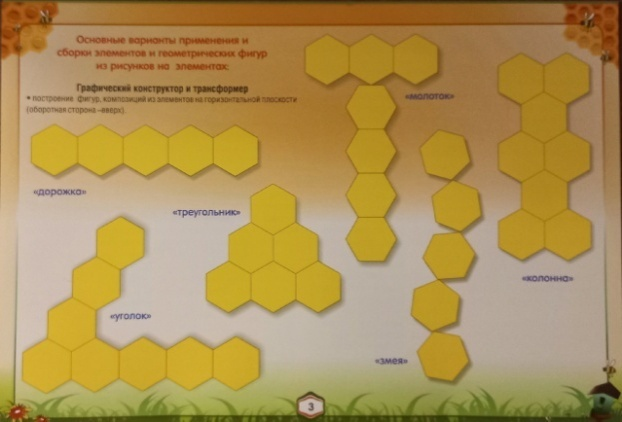 Основные варианты применения и
сборки элементов и геометрических фигур
из рисунков на элементах:
Графический конструктор и трансформер
• построение фигур, композиций из элементов на горизонтальной плоскости
(оборотная сторона -вверх).
«молоток»
«дорожка»
«треугольник»
«колонна»
«уголок»
«змея»
3